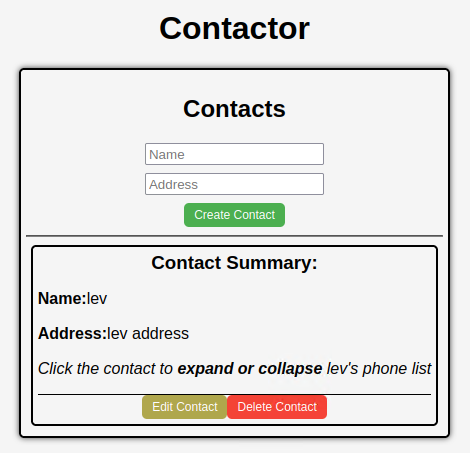 Contactor
Contacts
Name
Address
Create Contact
Contact Summary:
Name:lev
Address:lev address
Click the contact to expand or collapse lev's phone list
Edit Contact Delete Contact